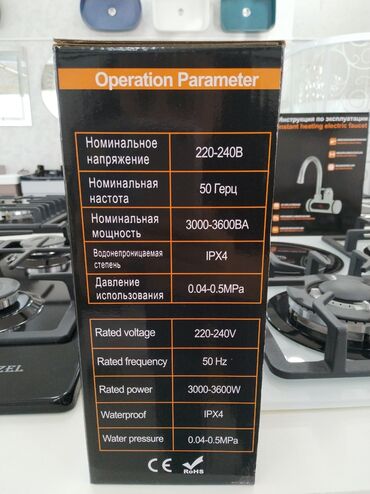 Operation Parameter
Номинальное напряжение 220-240В
Номинальная настота 50 Герц
Номинальная мощность 3000-3600ВА
Водонепроницаемая степень IPX4
Давление использования 0.04-0.5MPa
Rated voltage 220-240V
Rated frequency 50 Hz
Rated power 3000-3600W
Waterproof IPX4
Water pressure 0.04-0.5MPa
CE RoHS
Инструкция по эксплуатации
Instant heating electric faucet
ZEL